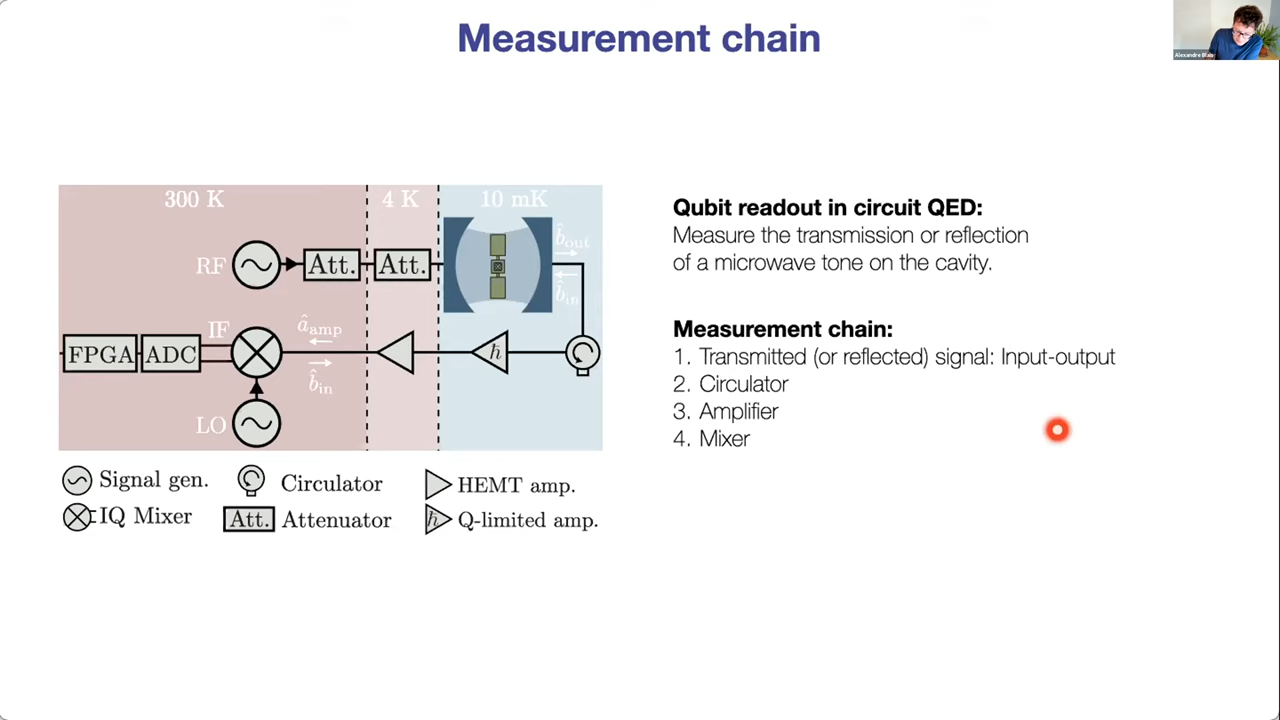 Measurement chain
Alexandre Blais
300 K
4 K
10 mK
b̂out
RF
Att.
Att.
b̂in
IF
âamp
FPGA
ADC
ħ
b̂in
LO
Signal gen.
Circulator
HEMT amp.
IQ Mixer
Att.
Attenuator
ħ
Q-limited amp.
Qubit readout in circuit QED:
Measure the transmission or reflection
of a microwave tone on the cavity.
Measurement chain:
1. Transmitted (or reflected) signal: Input-output
2. Circulator
3. Amplifier
4. Mixer